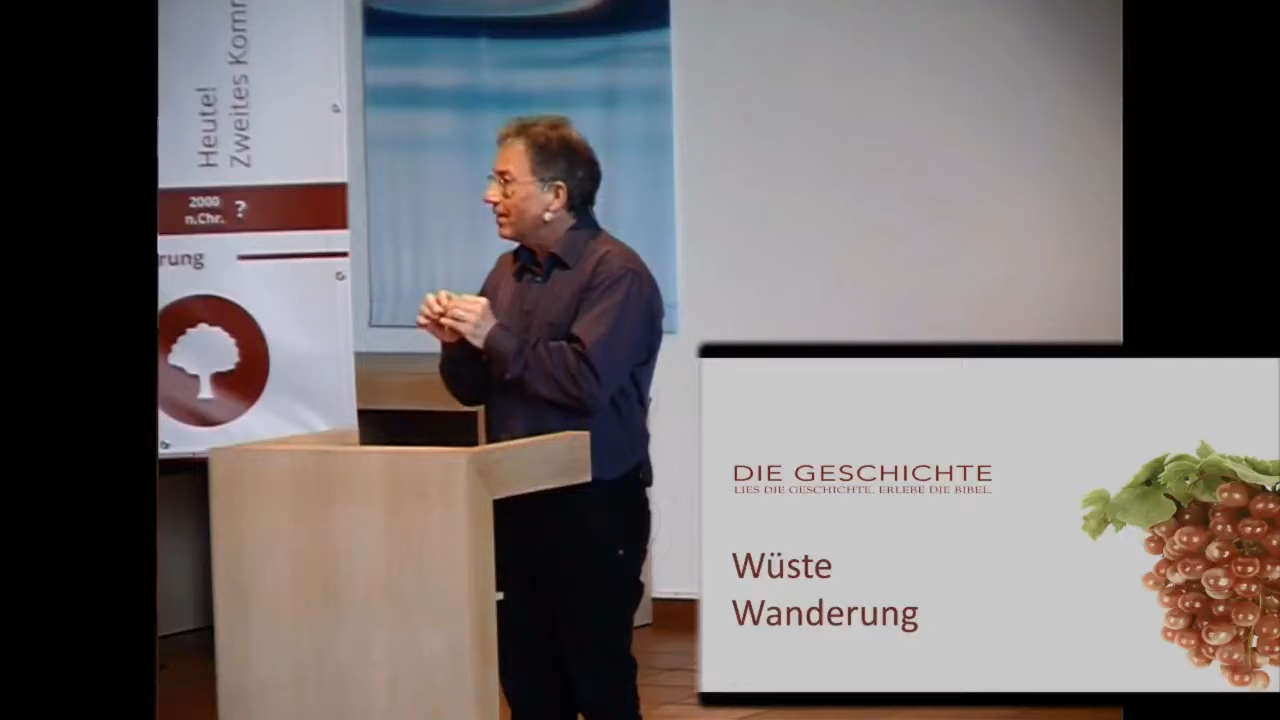 Heute!
Zweites Komm
2000
n.Chr. ?
rung
DIE GESCHICHTE
LIES DIE GESCHICHTE. ERLEBE DIE BIBEL.
Wüste
Wanderung